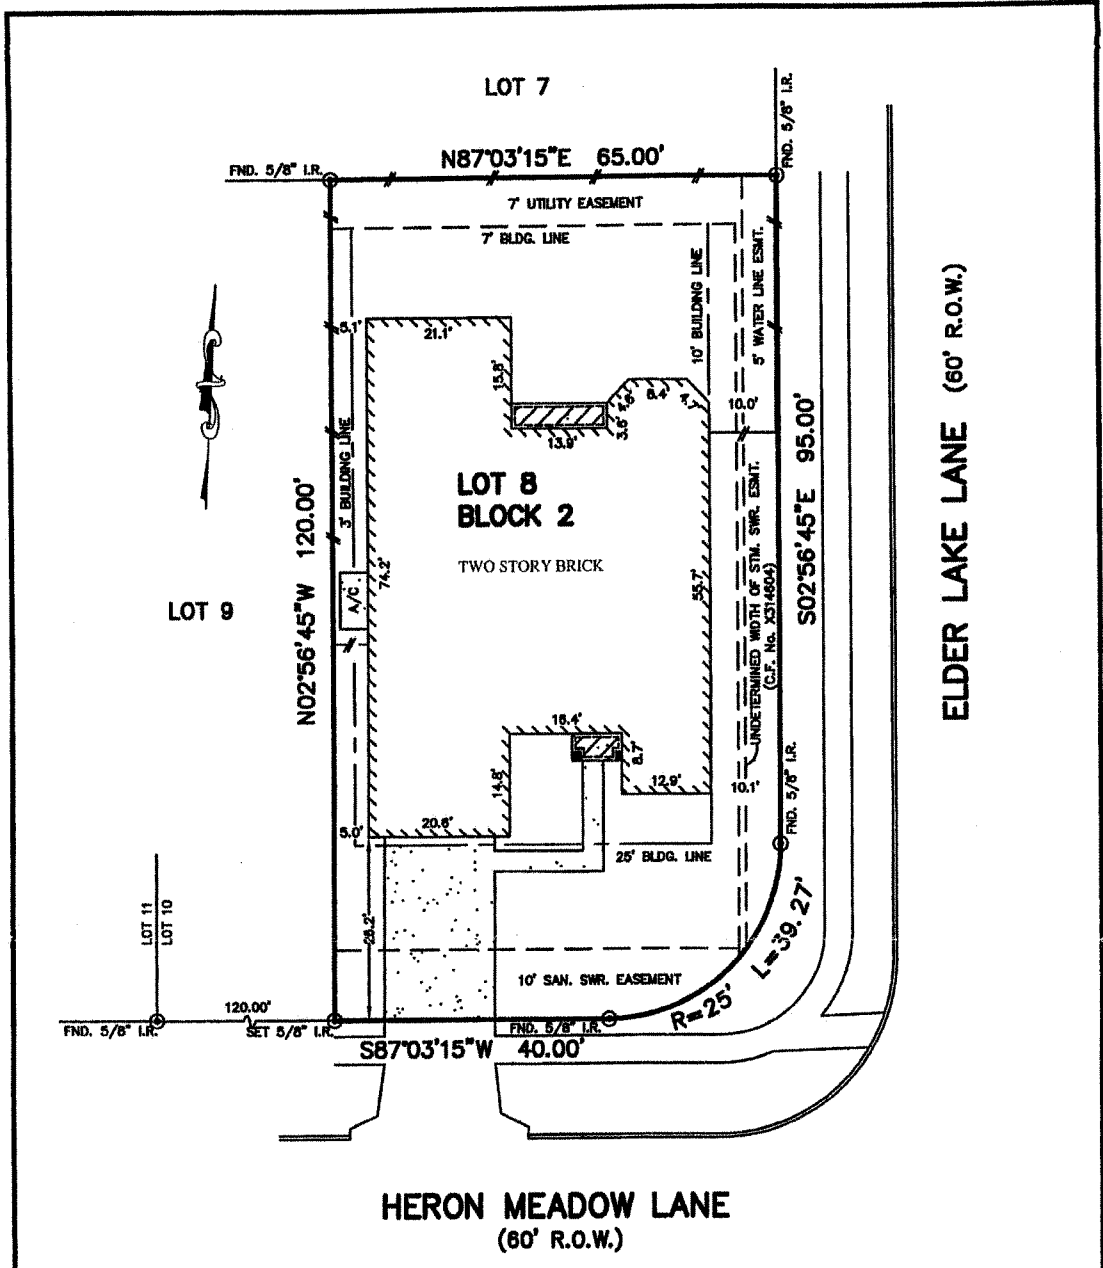 LOT 7
FND. 5/8" I.R.
N87°03'15"E 65.00'
FND. 5/8" I.R.
7' UTILITY EASEMENT
7' BLDG. LINE
10' BUILDING LINE
5' WATER LINE ESMT.
ELDER LAKE LANE (60' R.O.W.)
5.1'
21.1'
15.8'
13.9'
3.6'
4.6'
8.4'
4.7'
10.0'
3' BUILDING LINE
LOT 8
BLOCK 2
TWO STORY BRICK
N02°56'45"W 120.00'
S02°56'45"E 95.00'
74.2'
55.7'
A/C
LOT 9
UNDETERMINED WIDTH OF STM. SWR. ESMT.
(C.F. No. X314604)
16.4'
8.7'
14.8'
12.9'
10.1'
20.6'
5.0'
25' BLDG. LINE
FND. 5/8" I.R.
26.2'
LOT 11
LOT 10
L=39.27'
R=25'
10' SAN. SWR. EASEMENT
120.00'
FND. 5/8" I.R.
SET 5/8" I.R.
FND. 5/8" I.R.
S87°03'15"W 40.00'
HERON MEADOW LANE
(60' R.O.W.)